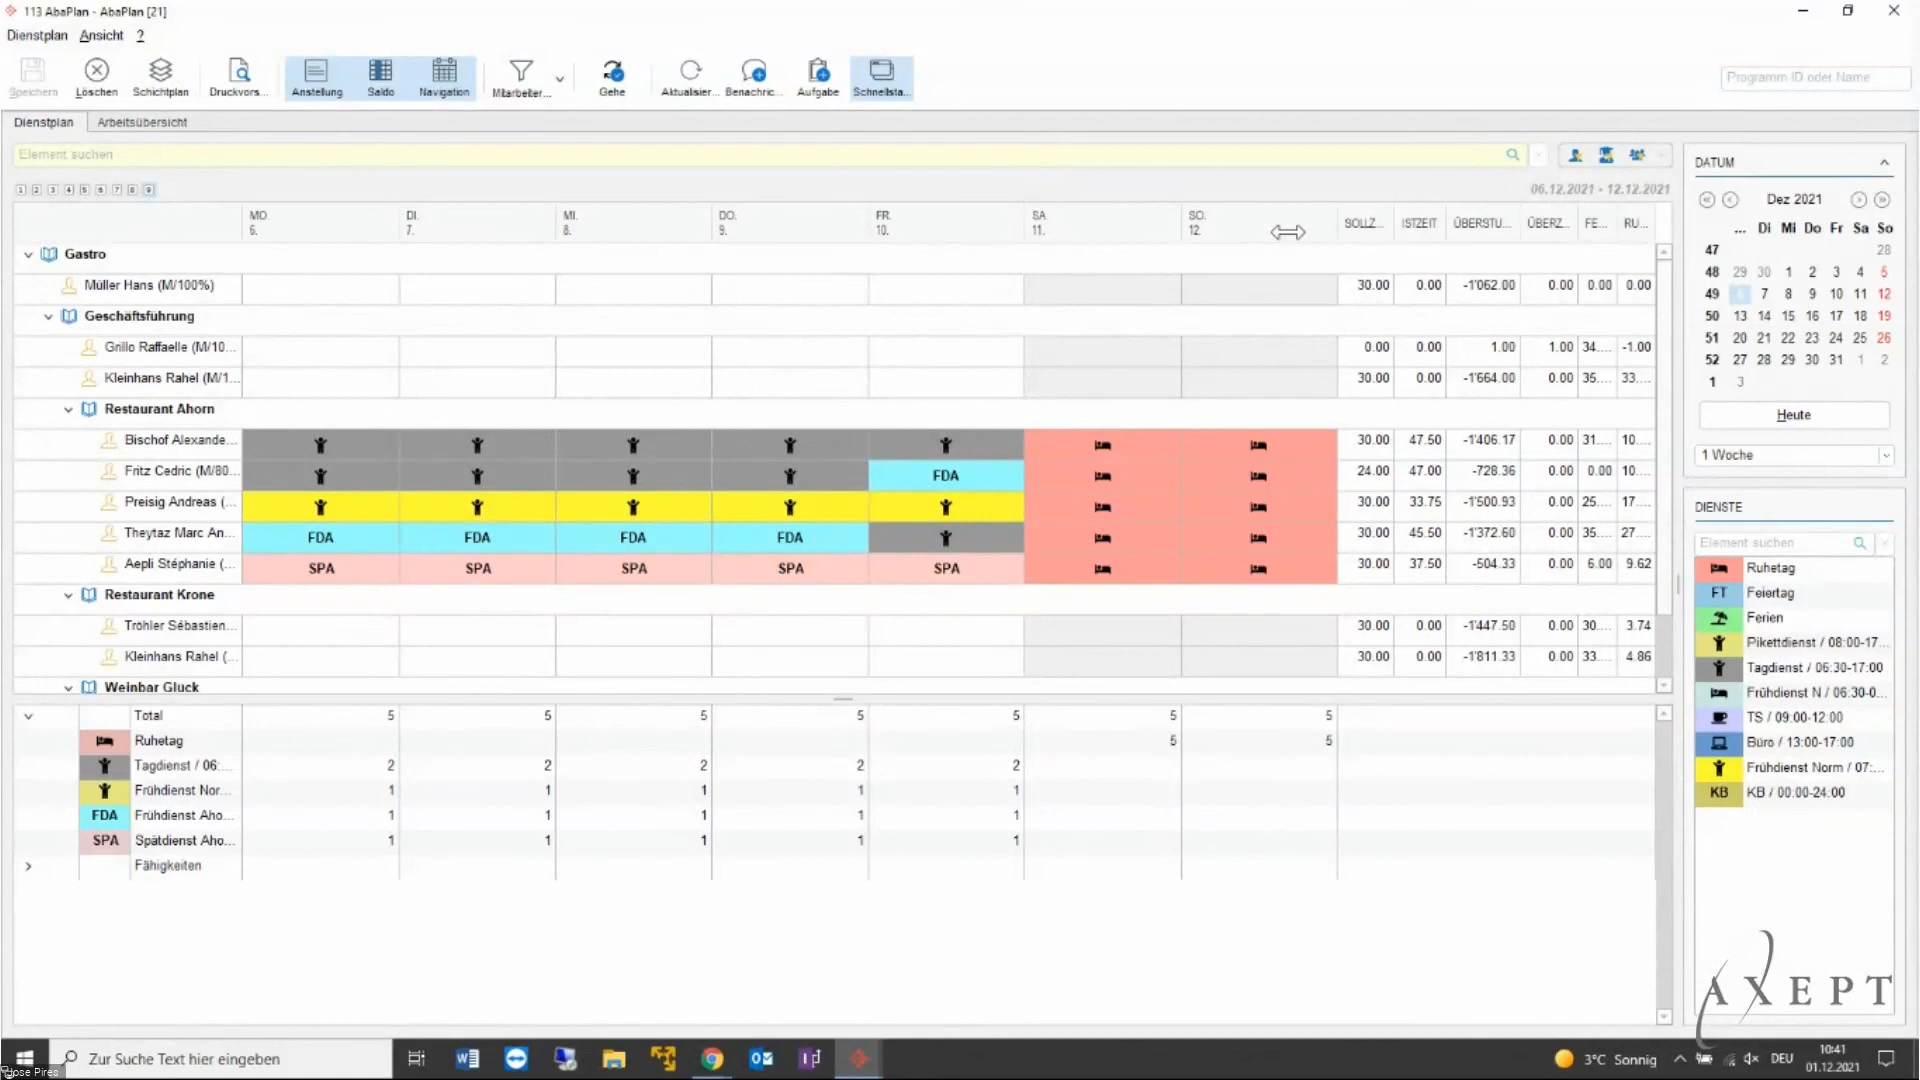 113 AbaPlan - AbaPlan [21]
Dienstplan Ansicht ?
Speichern Löschen Schichtplan Druckvors... Anstellung Saldo Navigation Mitarbeiter... Gehe Aktualisier... Benachric... Aufgabe Schnellsta... Programm ID oder Name
Dienstplan Arbeitsübersicht
Element suchen
1 2 3 4 5 6 7 8 9 06.12.2021 - 12.12.2021
MO. DI. MI. DO. FR. SA. SO. SOLLZ... ISTZEIT ÜBERSTU... ÜBERZ... FE... RU...
6. 7. 8. 9. 10. 11. 12.
Gastro
Müller Hans (M/100%) 30.00 0.00 -1'062.00 0.00 0.00 0.00
Geschäftsführung
Grillo Raffaelle (M/10... 0.00 0.00 1.00 1.00 34.... -1.00
Kleinhans Rahel (M/1... 30.00 0.00 -1'664.00 0.00 35.... 33....
Restaurant Ahorn
Bischof Alexande... 30.00 47.50 -1'406.17 0.00 31.... 10....
Fritz Cedric (M/80... FDA 24.00 47.00 -728.36 0.00 0.00 10....
Preisig Andreas (... 30.00 33.75 -1'500.93 0.00 25.... 17....
Theytaz Marc An... FDA FDA FDA FDA 30.00 45.50 -1'372.60 0.00 35.... 27....
Aepli Stéphanie (... SPA SPA SPA SPA SPA 30.00 37.50 -504.33 0.00 6.00 9.62
Restaurant Krone
Tröhler Sébastien... 30.00 0.00 -1'447.50 0.00 30.... 3.74
Kleinhans Rahel (... 30.00 0.00 -1'811.33 0.00 33.... 4.86
Weinbar Glück
Total 5 5 5 5 5 5 5
Ruhetag 5 5
Tagdienst / 06:... 2 2 2 2 2
Frühdienst Nor... 1 1 1 1 1
FDA Frühdienst Aho... 1 1 1 1 1
SPA Spätdienst Aho... 1 1 1 1 1
Fähigkeiten
DATUM
Dez 2021
... Di Mi Do Fr Sa So
47 28
48 29 30 1 2 3 4 5
49 6 7 8 9 10 11 12
50 13 14 15 16 17 18 19
51 20 21 22 23 24 25 26
52 27 28 29 30 31 1 2
1 3
Heute
1 Woche
DIENSTE
Element suchen
Ruhetag
FT Feiertag
Ferien
Pikettdienst / 08:00-17...
Tagdienst / 06:30-17:00
Frühdienst N / 06:30-0...
TS / 09:00-12:00
Büro / 13:00-17:00
Frühdienst Norm / 07:...
KB KB / 00:00-24:00
AXEPT
Zur Suche Text hier eingeben
3°C Sonnig DEU 10:41
01.12.2021
Jose Pires